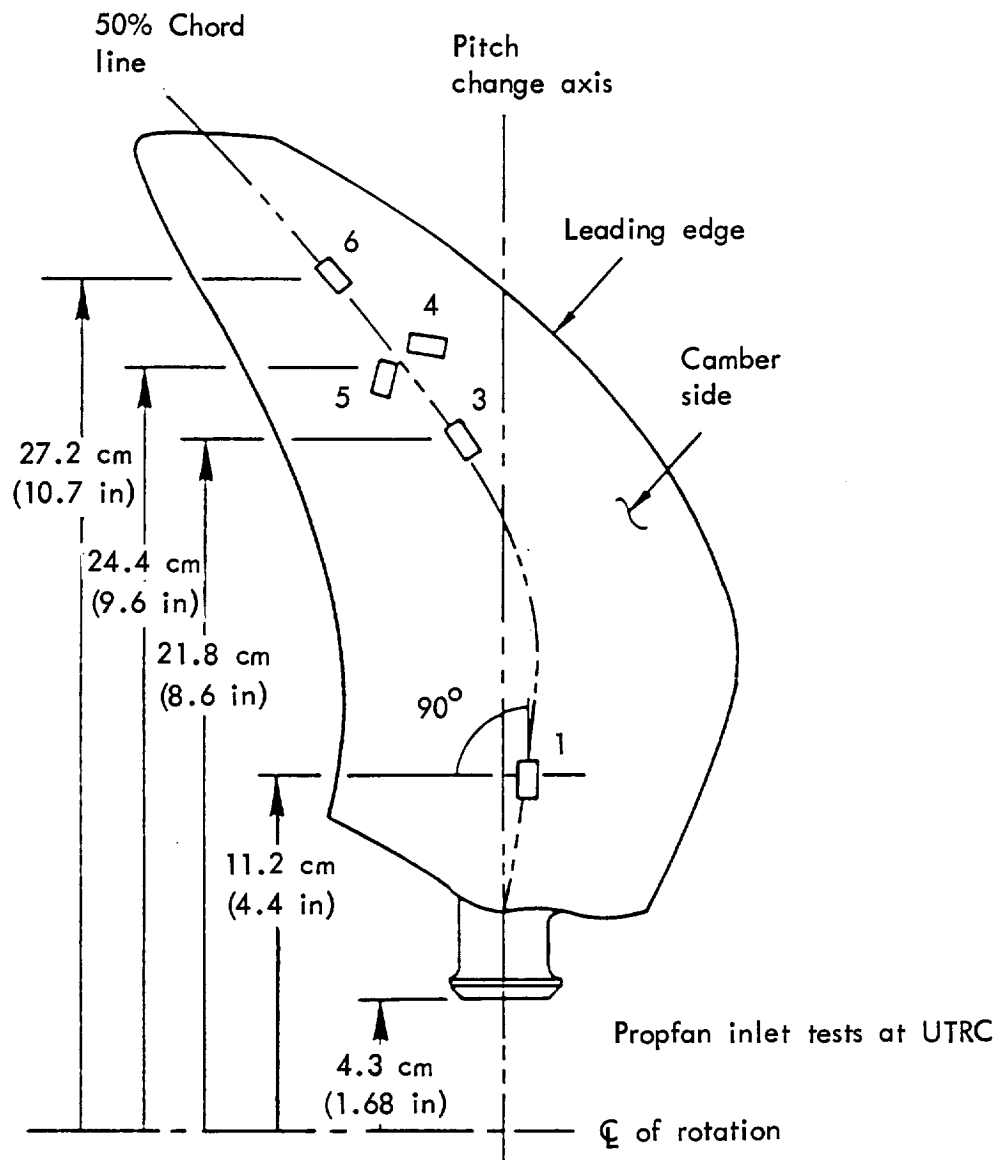 50% Chord
line
Pitch
change axis
Leading edge
6
4
Camber
side
5
3
27.2 cm
(10.7 in)
24.4 cm
(9.6 in)
21.8 cm
(8.6 in)
90°
1
11.2 cm
(4.4 in)
Propfan inlet tests at UTRC
4.3 cm
(1.68 in)
℄ of rotation